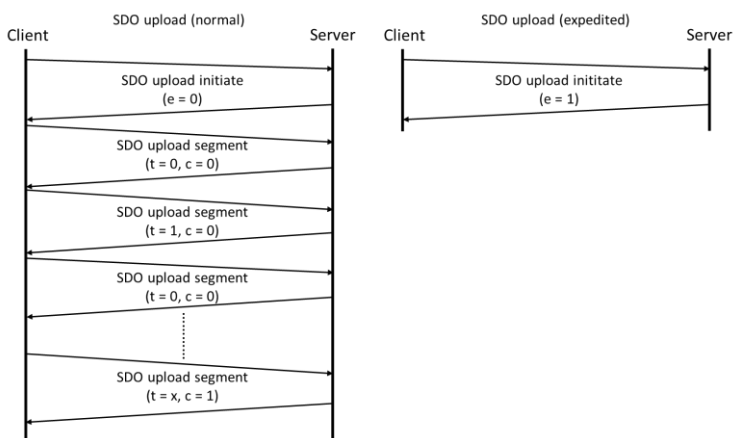 SDO upload (normal)
Client
Server
SDO upload initiate
(e = 0)
SDO upload segment
(t = 0, c = 0)
SDO upload segment
(t = 1, c = 0)
SDO upload segment
(t = 0, c = 0)
SDO upload segment
(t = x, c = 1)
SDO upload (expedited)
Client
Server
SDO upload inititate
(e = 1)